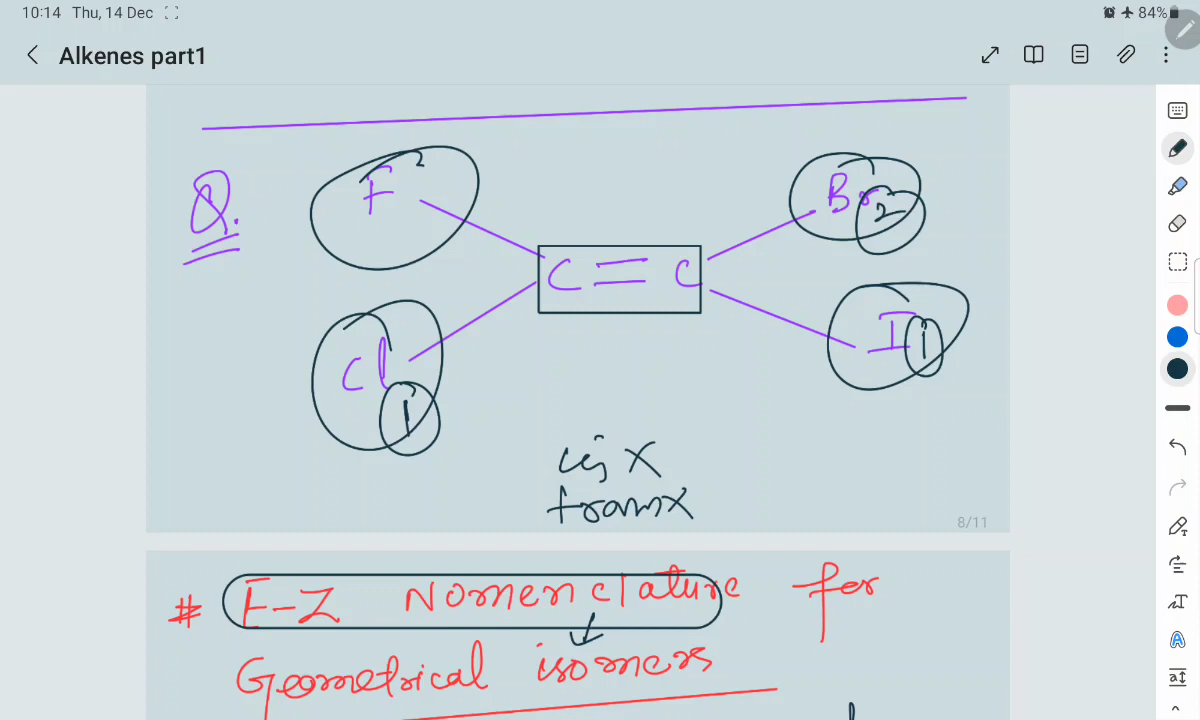 10:14 Thu, 14 Dec 84%
Alkenes part1
Q.
F 2 Br 2
C = C
Cl 1 I 1
cis X
trans X
8/11
# E-Z Nomenclature for
Geometrical isomers